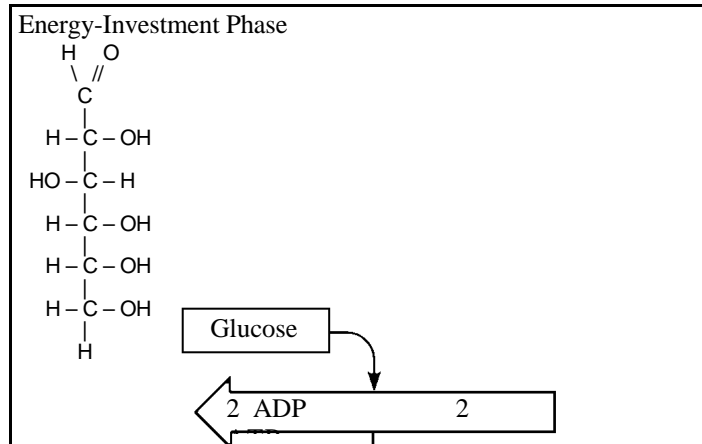 Energy-Investment Phase
H O
C
H – C – OH
HO – C – H
H – C – OH
H – C – OH
H – C – OH
H
Glucose
2 ADP 2